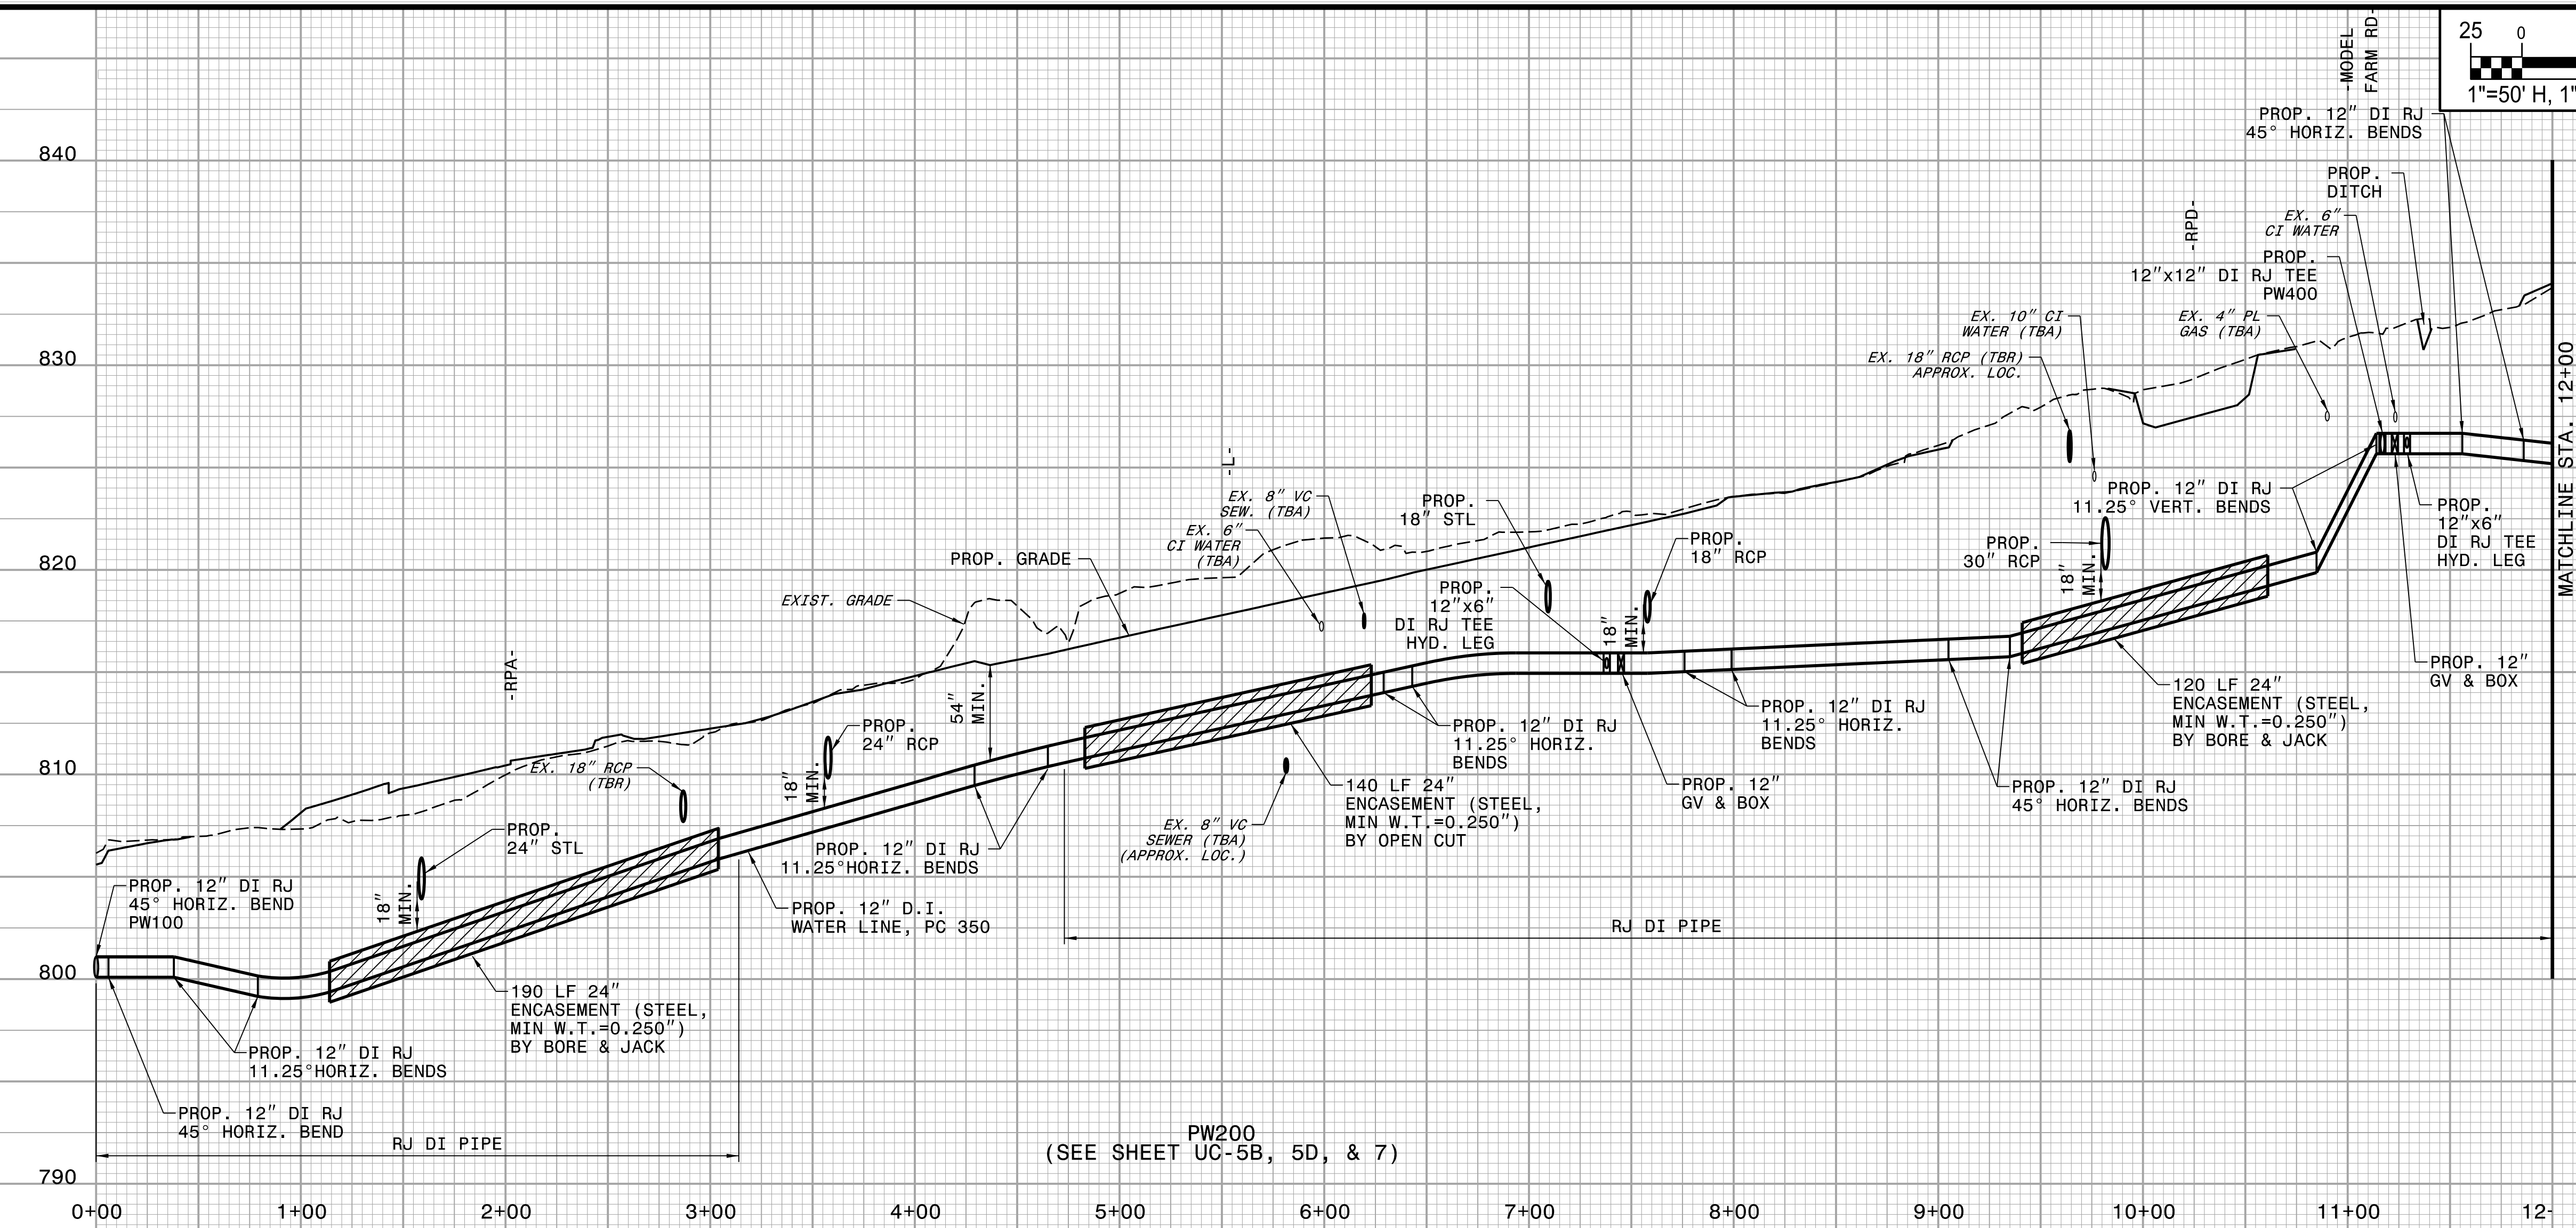 -MODEL
FARM RD-
25 0
1"=50' H, 1"
PROP. 12" DI RJ
45° HORIZ. BENDS
840
PROP.
DITCH
-RPD-
EX. 6"
CI WATER
PROP.
12"x12" DI RJ TEE
PW400
EX. 10" CI
WATER (TBA)
EX. 4" PL
GAS (TBA)
EX. 18" RCP (TBR)
APPROX. LOC.
830
MATCHLINE STA. 12+00
-L-
EX. 8" VC
SEW. (TBA)
EX. 6"
CI WATER
(TBA)
PROP.
18" STL
PROP.
18" RCP
PROP. 12" DI RJ
11.25° VERT. BENDS
PROP.
12"x6"
DI RJ TEE
HYD. LEG
PROP.
30" RCP
18"
MIN.
820
PROP. GRADE
EXIST. GRADE
PROP.
12"x6"
DI RJ TEE
HYD. LEG
18"
MIN.
-RPA-
PROP. 12"
GV & BOX
120 LF 24"
ENCASEMENT (STEEL,
MIN W.T.=0.250")
BY BORE & JACK
54"
MIN.
PROP.
24" RCP
18"
MIN.
PROP. 12" DI RJ
11.25° HORIZ.
BENDS
PROP. 12" DI RJ
11.25° HORIZ.
BENDS
810
EX. 18" RCP
(TBR)
140 LF 24"
ENCASEMENT (STEEL,
MIN W.T.=0.250")
BY OPEN CUT
PROP. 12"
GV & BOX
PROP. 12" DI RJ
45° HORIZ. BENDS
PROP.
24" STL
EX. 8" VC
SEWER (TBA)
(APPROX. LOC.)
PROP. 12" DI RJ
11.25°HORIZ. BENDS
PROP. 12" DI RJ
45° HORIZ. BEND
PW100
18"
MIN.
PROP. 12" D.I.
WATER LINE, PC 350
RJ DI PIPE
800
190 LF 24"
ENCASEMENT (STEEL,
MIN W.T.=0.250")
BY BORE & JACK
PROP. 12" DI RJ
11.25°HORIZ. BENDS
PROP. 12" DI RJ
45° HORIZ. BEND
RJ DI PIPE
PW200
(SEE SHEET UC-5B, 5D, & 7)
790
0+00 1+00 2+00 3+00 4+00 5+00 6+00 7+00 8+00 9+00 10+00 11+00 12-